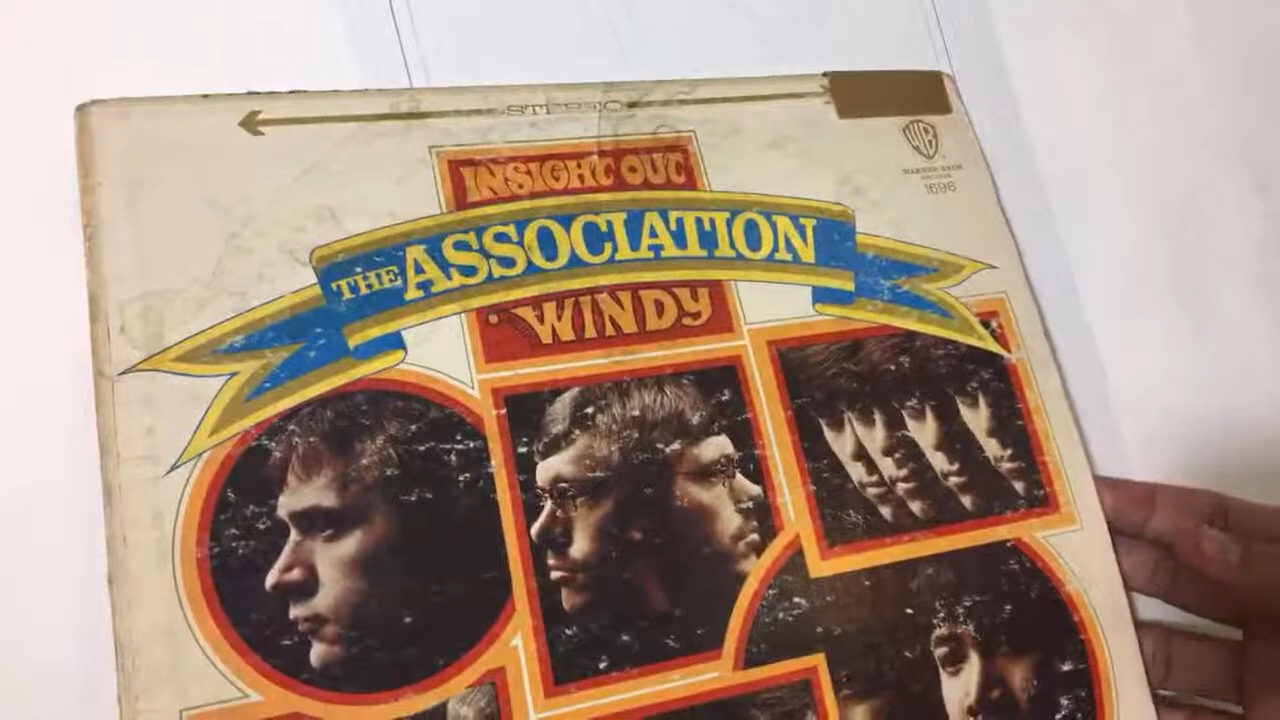 STEREO
WB
WARNER BROS
RECORDS
1696
INSIGHT OUT
THE ASSOCIATION
WINDY